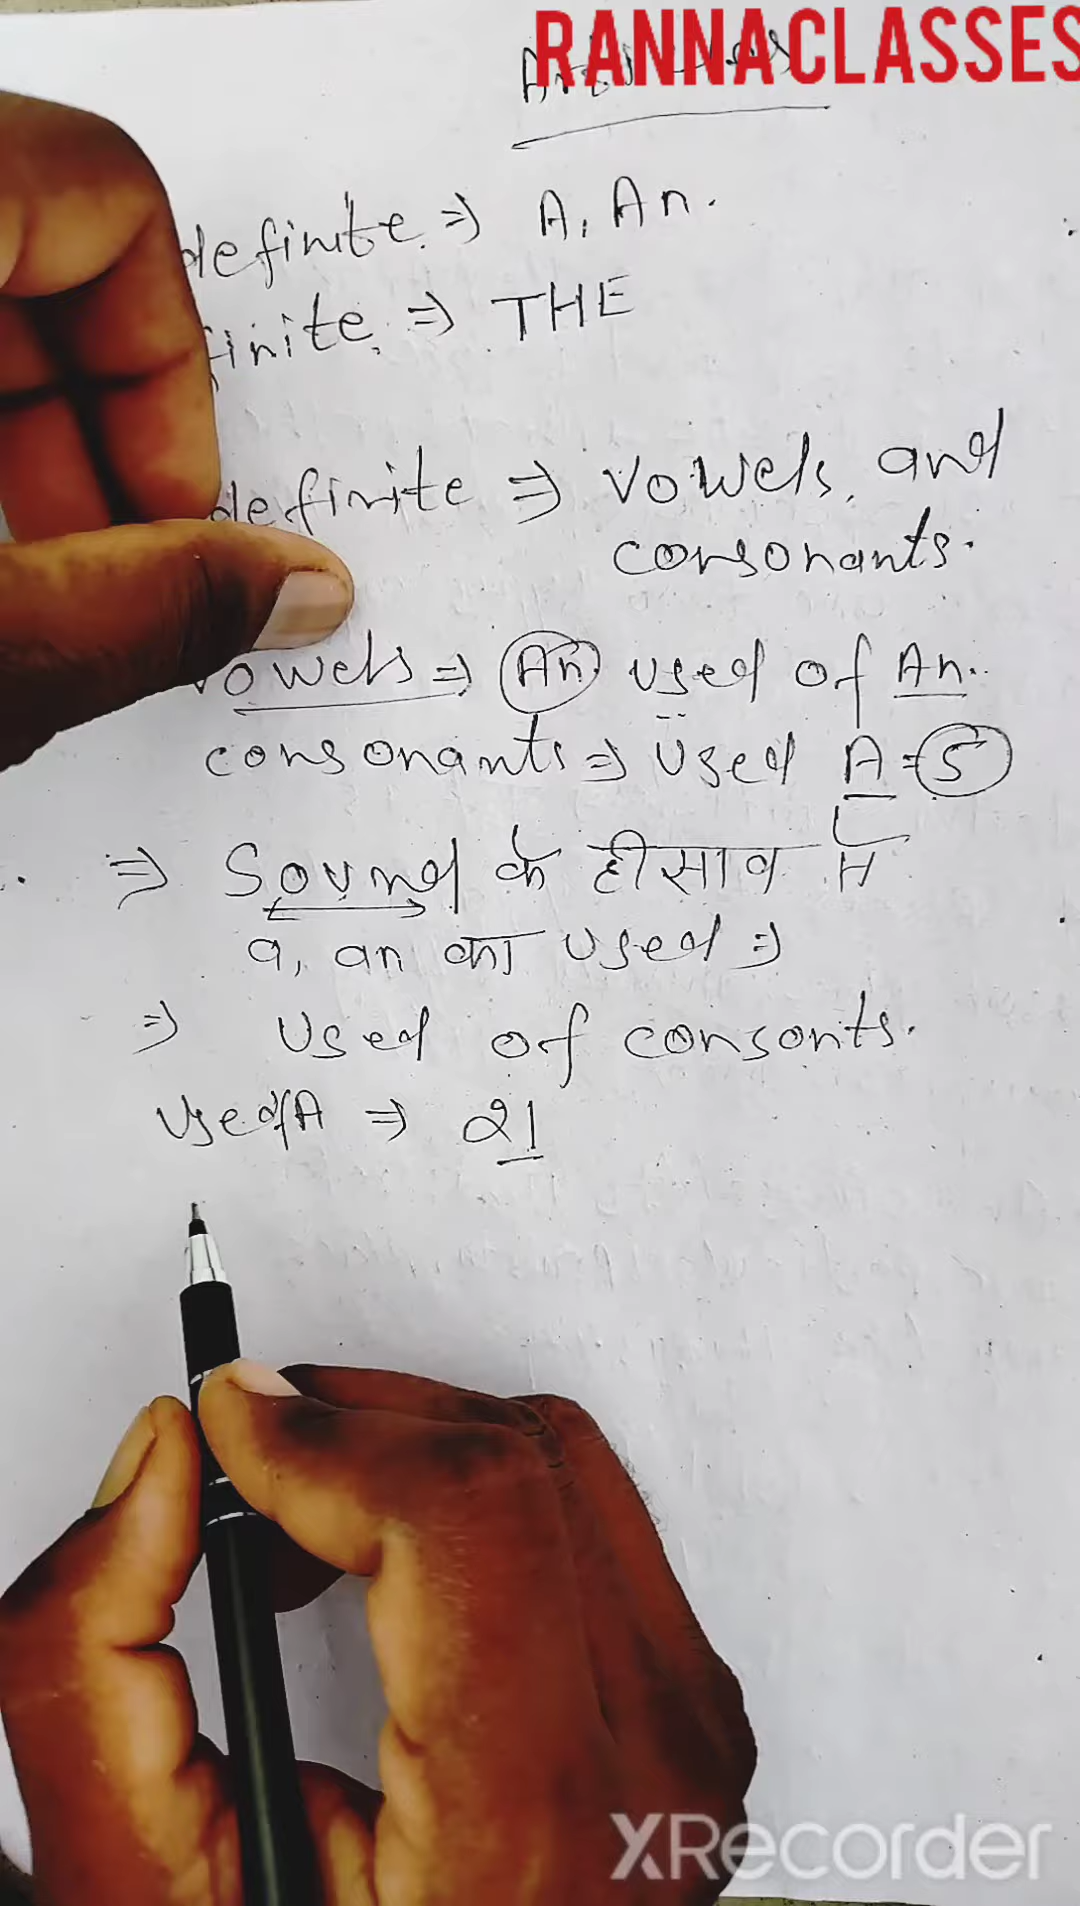 RANNACLASSES
definite. ⇒ A, An.
finite. ⇒ THE
definite ⇒ vowels, and
consonants.
vowels ⇒ An used of An..
consonants ⇒ used A = 5
⇒ Sound के हीसाव से
a, an का used ⇒
⇒ used of consonts.
used of A ⇒ 21
XRecorder